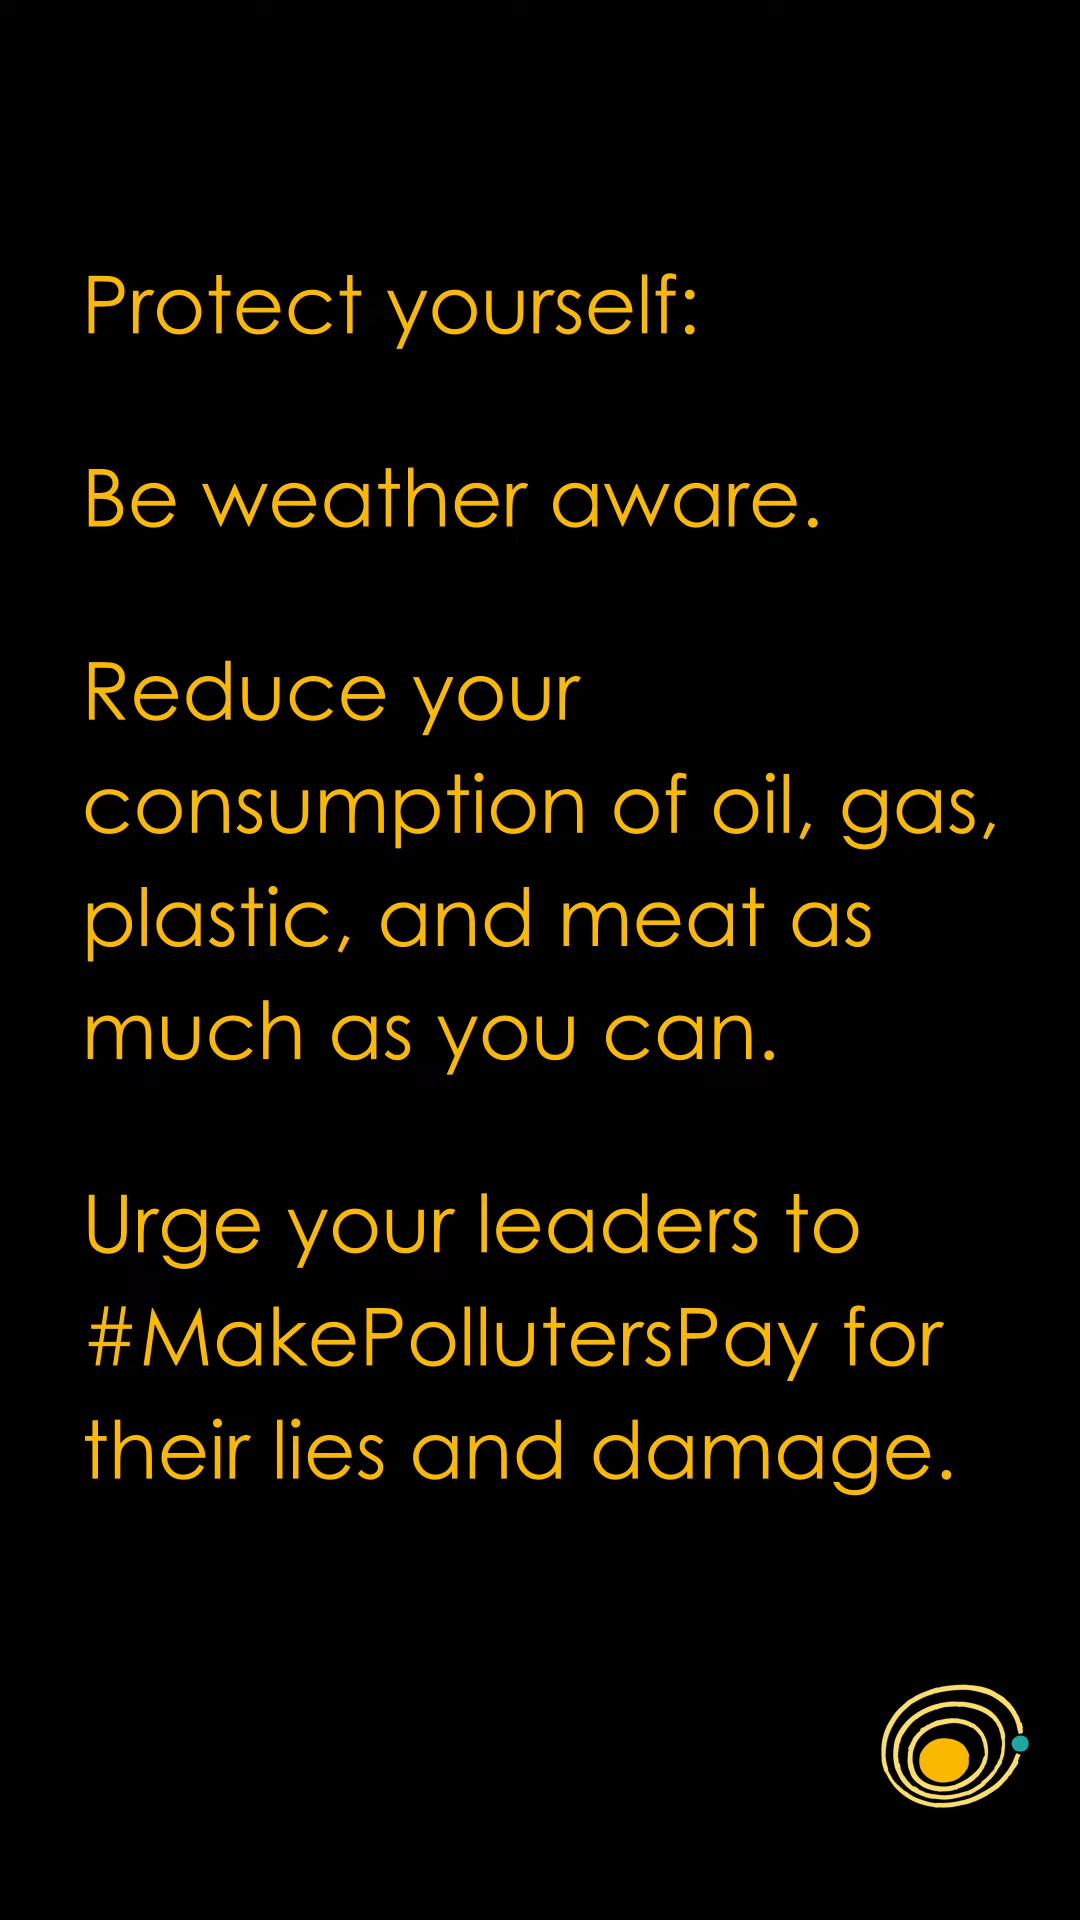 Protect yourself:
Be weather aware.
Reduce your
consumption of oil, gas,
plastic, and meat as
much as you can.
Urge your leaders to
#MakePollutersPay for
their lies and damage.